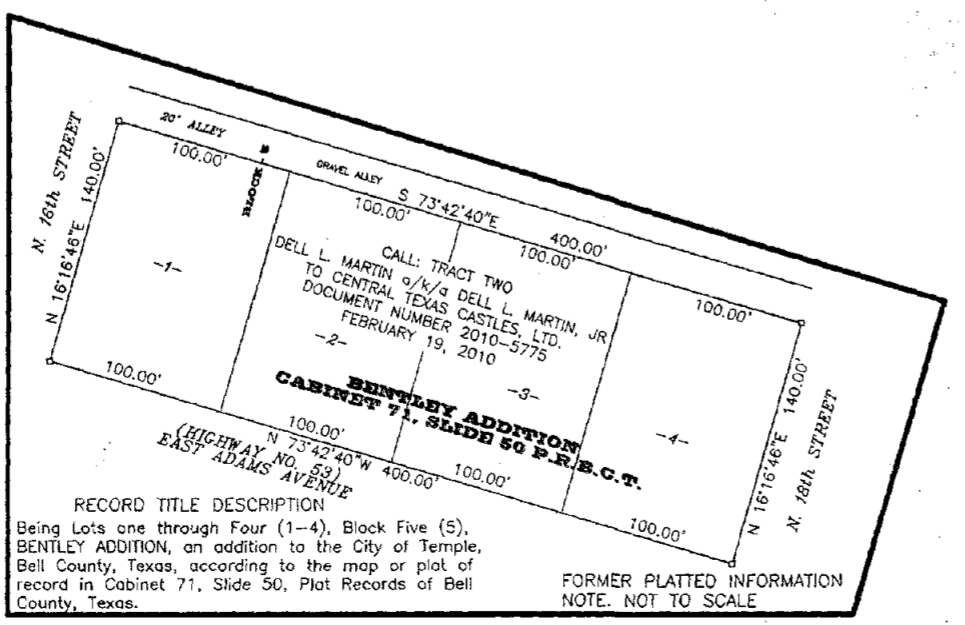 20' ALLEY
N. 16th STREET
N 16°16'46"E 140.00'
100.00'
BLOCK - 5
GRAVEL ALLEY
S 73°42'40"E
400.00'
100.00'
100.00'
100.00'
-1-
CALL: TRACT TWO
DELL L. MARTIN a/k/a DELL L. MARTIN, JR
TO CENTRAL TEXAS CASTLES, LTD.
DOCUMENT NUMBER 2010-5775
FEBRUARY 19, 2010
-2-
-3-
-4-
BENTLEY ADDITION
CABINET 71, SLIDE 50 P.R.B.C.T.
100.00'
100.00'
N 73°42'40"W 400.00'
100.00'
100.00'
(HIGHWAY NO. 53)
EAST ADAMS AVENUE
N 16°16'46"E 140.00'
N. 18th STREET
RECORD TITLE DESCRIPTION
Being Lots one through Four (1-4), Block Five (5),
BENTLEY ADDITION, an addition to the City of Temple,
Bell County, Texas, according to the map or plat of
record in Cabinet 71, Slide 50, Plat Records of Bell
County, Texas.
FORMER PLATTED INFORMATION
NOTE. NOT TO SCALE